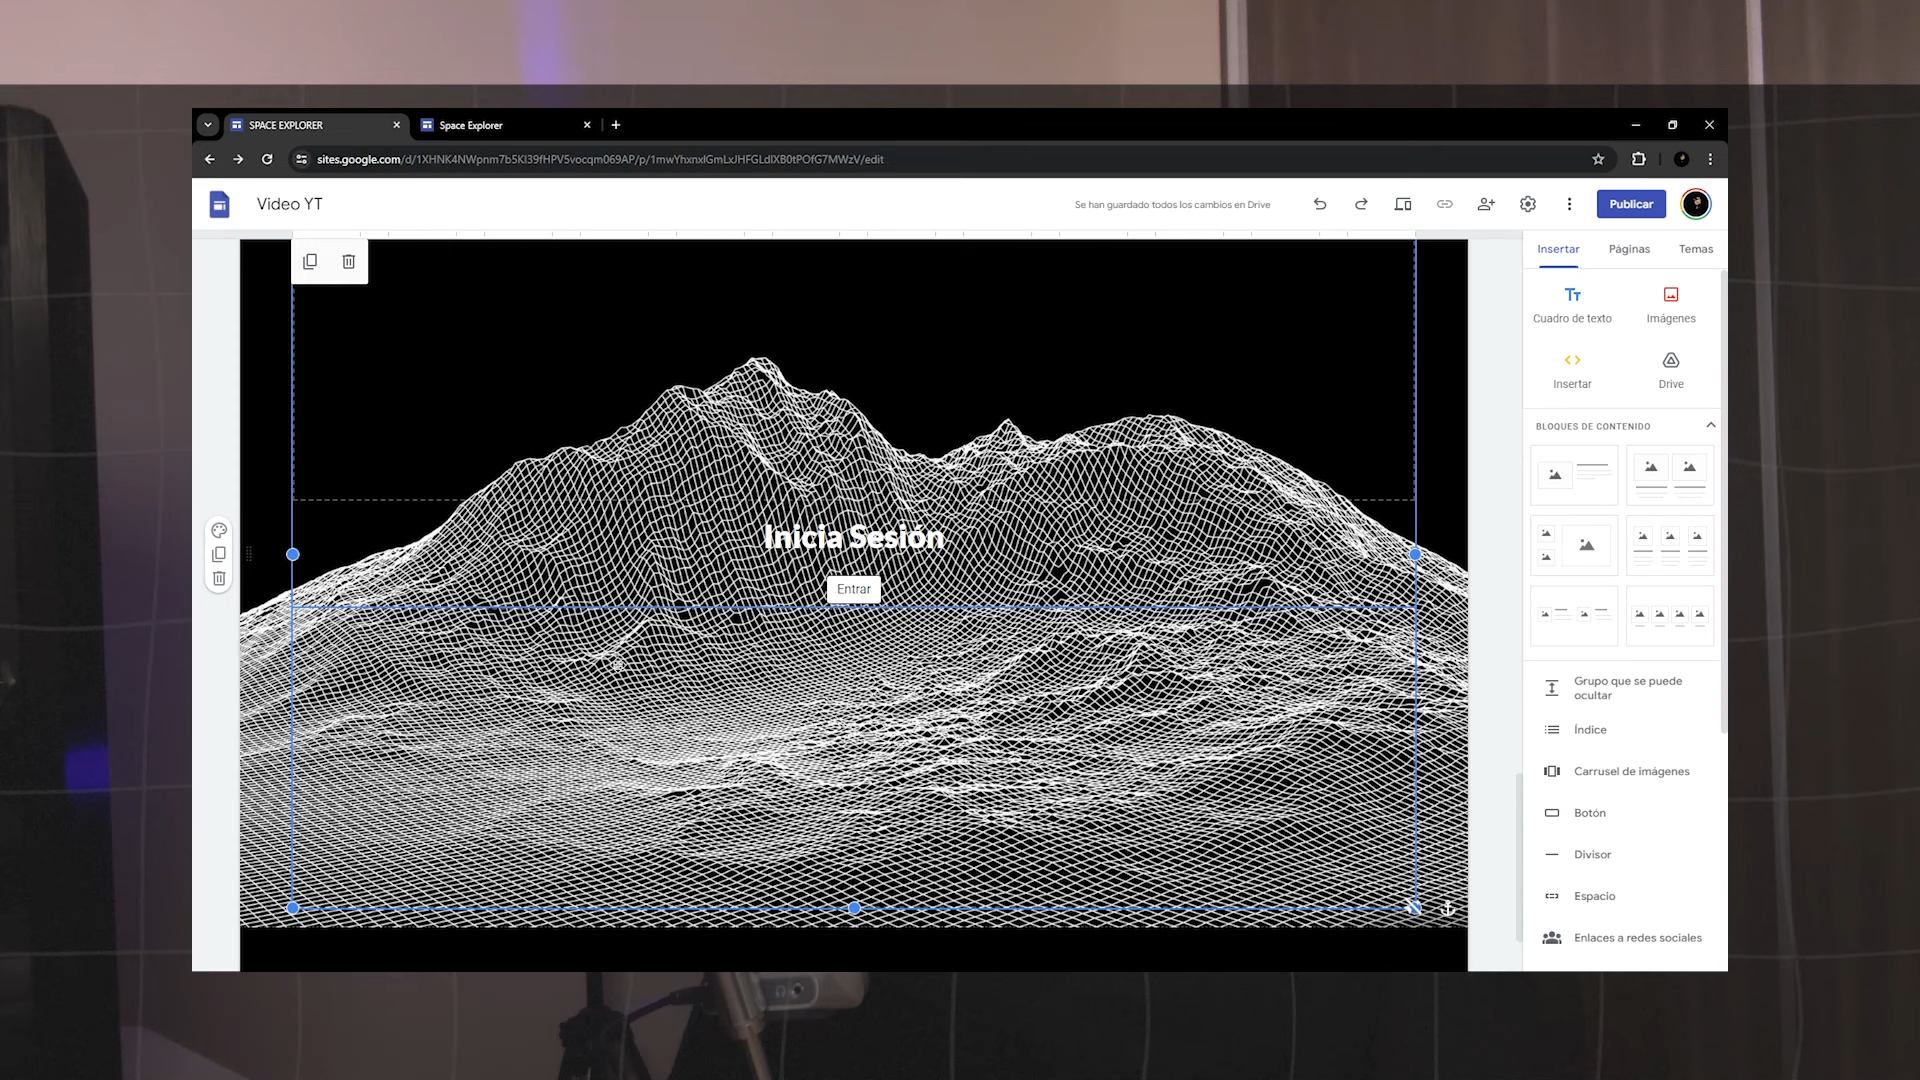 SPACE EXPLORER
Space Explorer
sites.google.com/d/1XHNK4NWpnm7b5Kl39fHPV5vocqm069AP/p/1mwYhxnxlGmLxJHFGLdlXB0tPOfG7MWzV/edit
Video YT
Se han guardado todos los cambios en Drive
Publicar
Insertar
Páginas
Temas
Cuadro de texto
Imágenes
Insertar
Drive
BLOQUES DE CONTENIDO
Inicia Sesión
Entrar
Grupo que se puede
ocultar
Índice
Carrusel de imágenes
Botón
Divisor
Espacio
Enlaces a redes sociales